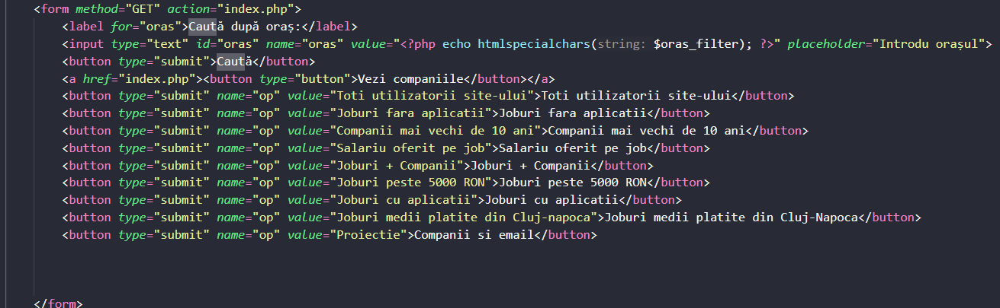 <form method="GET" action="index.php">
<label for="oras">Caută după oraș:</label>
<input type="text" id="oras" name="oras" value="<?php echo htmlspecialchars(string: $oras_filter); ?>" placeholder="Introdu orașul">
<button type="submit">Caută</button>
<a href="index.php"><button type="button">Vezi companiile</button></a>
<button type="submit" name="op" value="Toti utilizatorii site-ului">Toti utilizatorii site-ului</button>
<button type="submit" name="op" value="Joburi fara aplicatii">Joburi fara aplicatii</button>
<button type="submit" name="op" value="Companii mai vechi de 10 ani">Companii mai vechi de 10 ani</button>
<button type="submit" name="op" value="Salariu oferit pe job">Salariu oferit pe job</button>
<button type="submit" name="op" value="Joburi + Companii">Joburi + Companii</button>
<button type="submit" name="op" value="Joburi peste 5000 RON">Joburi peste 5000 RON</button>
<button type="submit" name="op" value="Joburi cu aplicatii">Joburi cu aplicatii</button>
<button type="submit" name="op" value="Joburi medii platite din Cluj-napoca">Joburi medii platite din Cluj-Napoca</button>
<button type="submit" name="op" value="Proiectie">Companii si email</button>
</form>